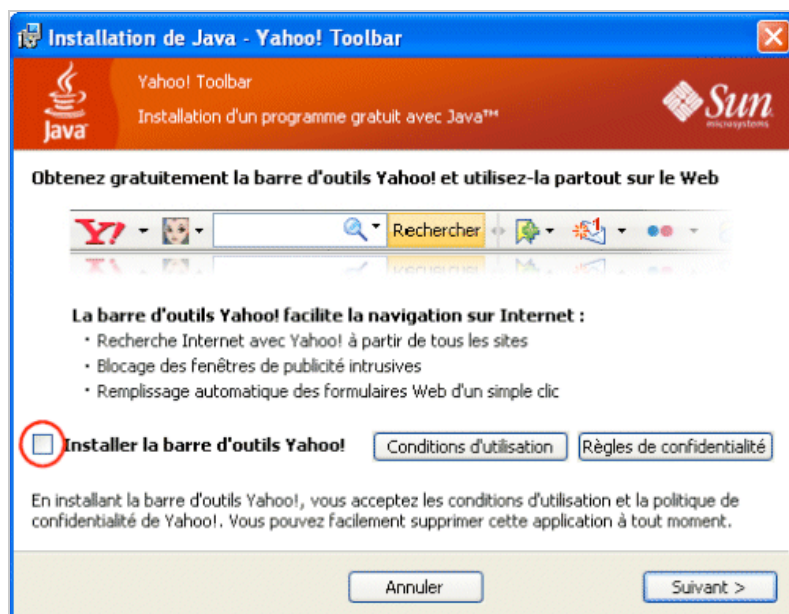 Installation de Java - Yahoo! Toolbar
Yahoo! Toolbar
Installation d'un programme gratuit avec Java™
Java
Sun
microsystems
Obtenez gratuitement la barre d'outils Yahoo! et utilisez-la partout sur le Web
Y! Rechercher 1
La barre d'outils Yahoo! facilite la navigation sur Internet :
· Recherche Internet avec Yahoo! à partir de tous les sites
· Blocage des fenêtres de publicité intrusives
· Remplissage automatique des formulaires Web d'un simple clic
Installer la barre d'outils Yahoo! Conditions d'utilisation Règles de confidentialité
En installant la barre d'outils Yahoo!, vous acceptez les conditions d'utilisation et la politique de
confidentialité de Yahoo!. Vous pouvez facilement supprimer cette application à tout moment.
Annuler Suivant >